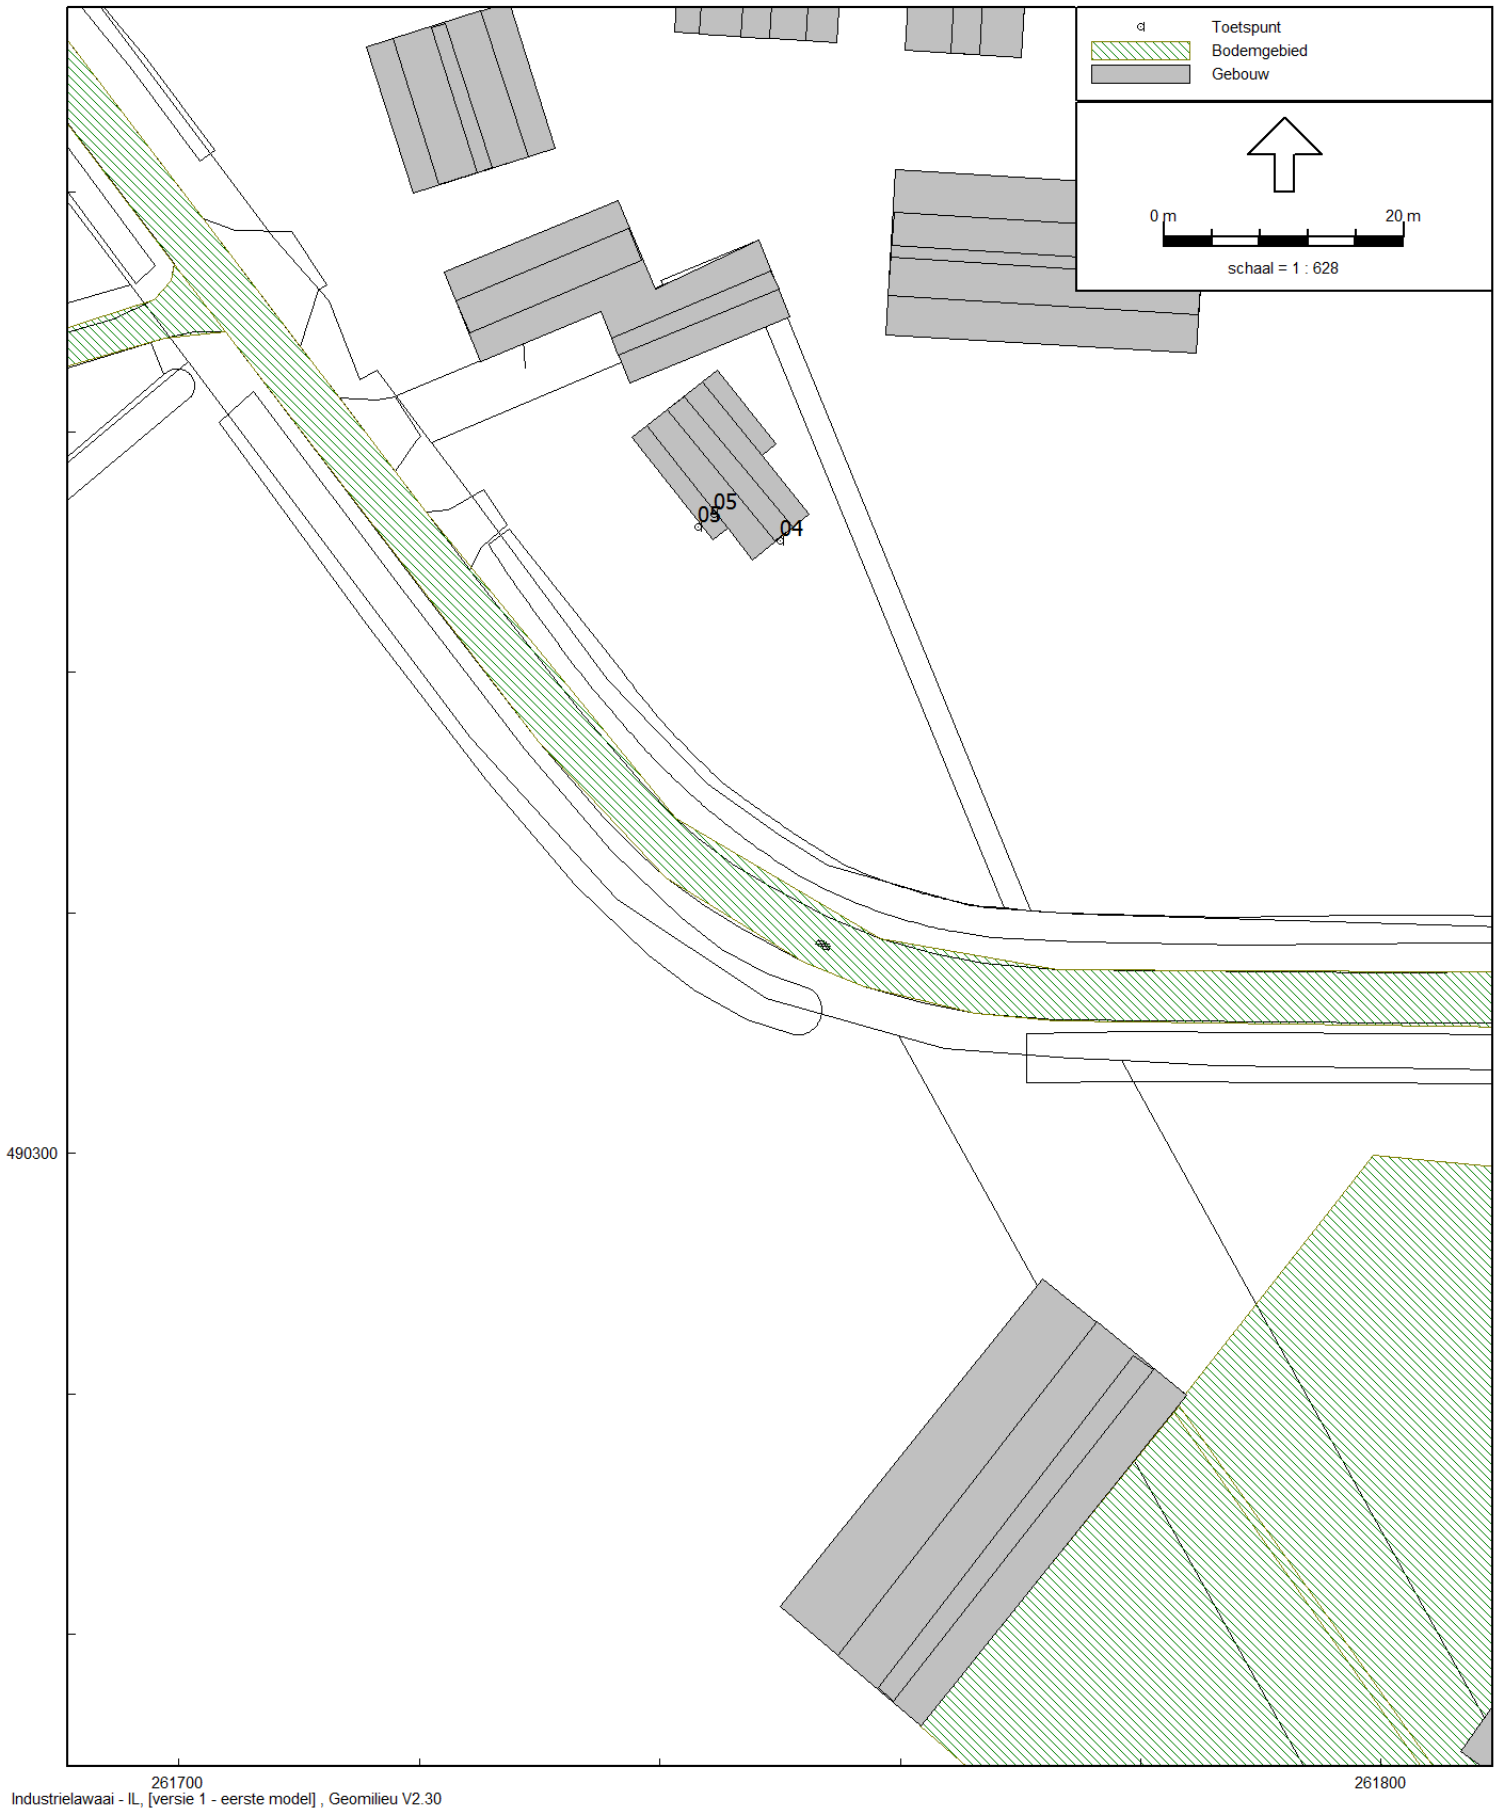 Toetspunt
Bodemgebied
Gebouw
0 m 20 m
schaal = 1 : 628
05
04
490300
261700 261800
Industrielawaai - IL, [versie 1 - eerste model] , Geomilieu V2.30